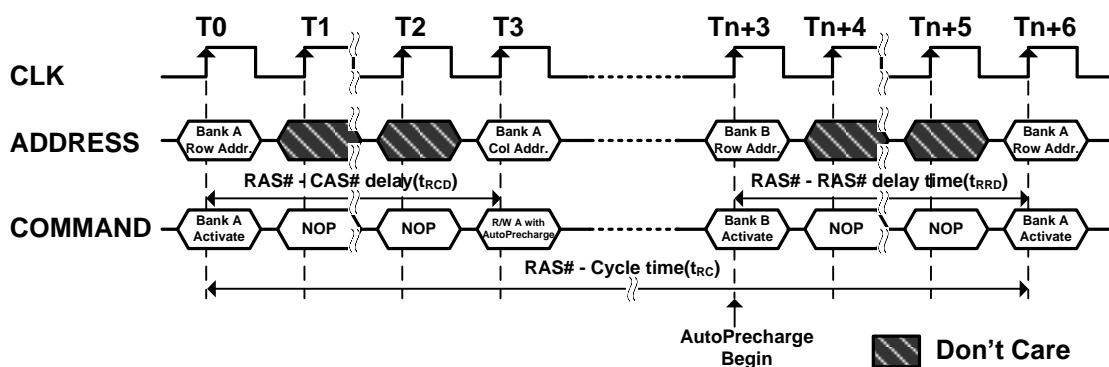 T0 T1 T2 T3 Tn+3 Tn+4 Tn+5 Tn+6
CLK
ADDRESS
Bank A
Row Addr.
Bank A
Col Addr.
Bank B
Row Addr.
Bank A
Row Addr.
RAS# - CAS# delay(tRCD)
RAS# - RAS# delay time(tRRD)
COMMAND
Bank A
Activate
NOP
NOP
R/W A with
AutoPrecharge
Bank B
Activate
NOP
NOP
Bank A
Activate
RAS# - Cycle time(tRC)
AutoPrecharge
Begin
Don't Care